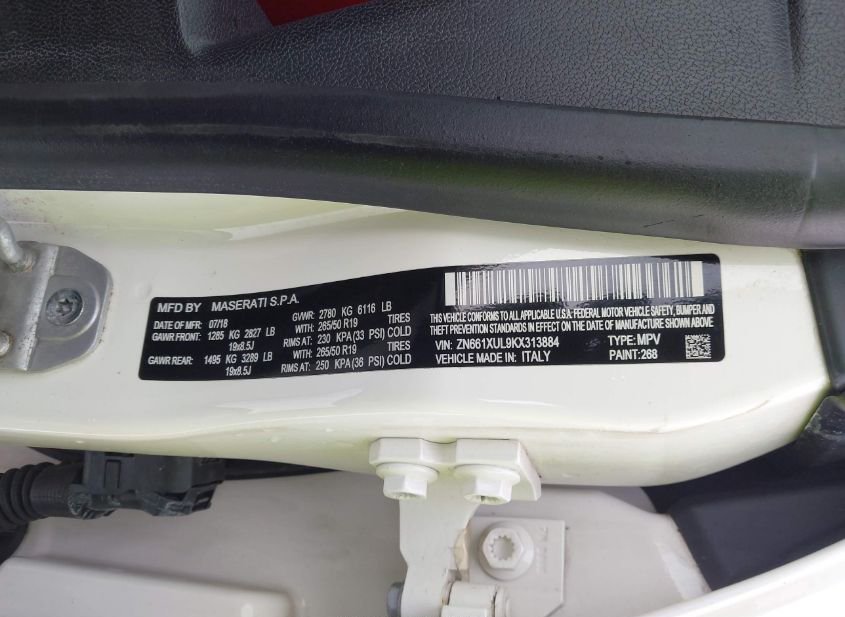 MFD BY MASERATI S.P.A.
DATE OF MFR: 07/18 GVWR: 2780 KG 6116 LB
GAWR FRONT: 1285 KG 2827 LB WITH: 265/50 R19 TIRES
19x8.5J RIMS AT: 230 KPA (33 PSI) COLD
GAWR REAR: 1495 KG 3289 LB WITH: 265/50 R19 TIRES
19x8.5J RIMS AT: 250 KPA (36 PSI) COLD
THIS VEHICLE CONFORMS TO ALL APPLICABLE U.S.A. FEDERAL MOTOR VEHICLE SAFETY, BUMPER AND
THEFT PREVENTION STANDARDS IN EFFECT ON THE DATE OF MANUFACTURE SHOWN ABOVE
VIN: ZN661XUL9KX313884 TYPE: MPV
VEHICLE MADE IN: ITALY PAINT: 268